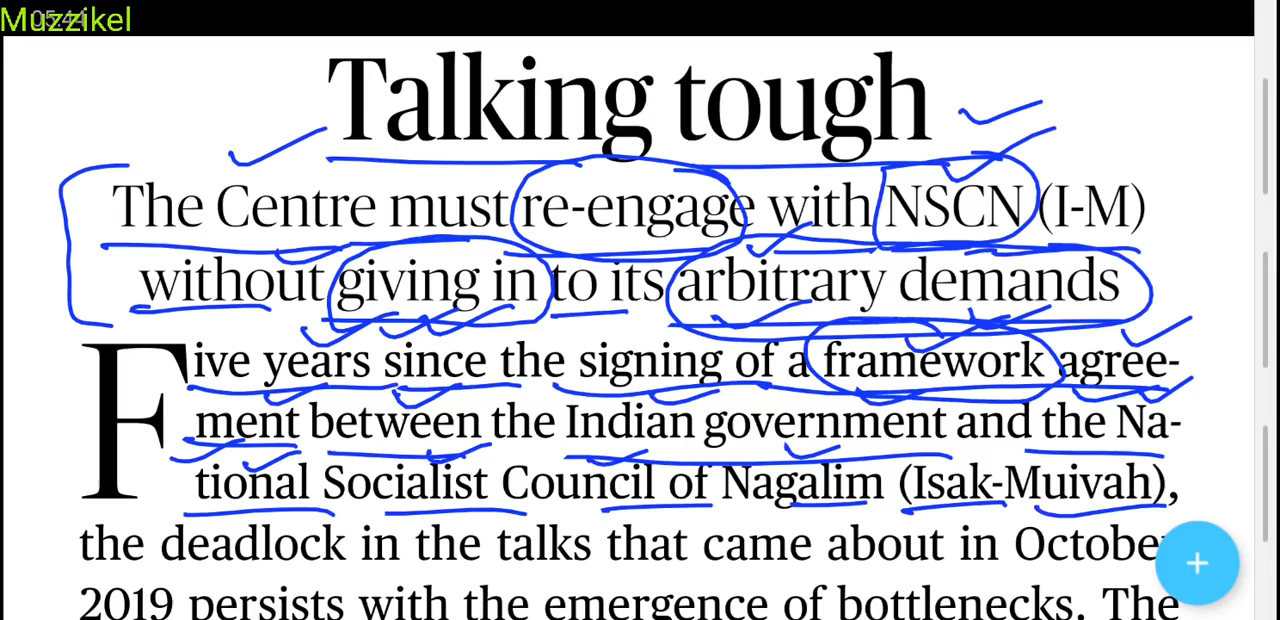 Muzzikel
05:44
Talking tough
The Centre must re-engage with NSCN (I-M)
without giving in to its arbitrary demands
Five years since the signing of a framework agree-
ment between the Indian government and the Na-
tional Socialist Council of Nagalim (Isak-Muivah),
the deadlock in the talks that came about in October
2019 persists with the emergence of bottlenecks. The